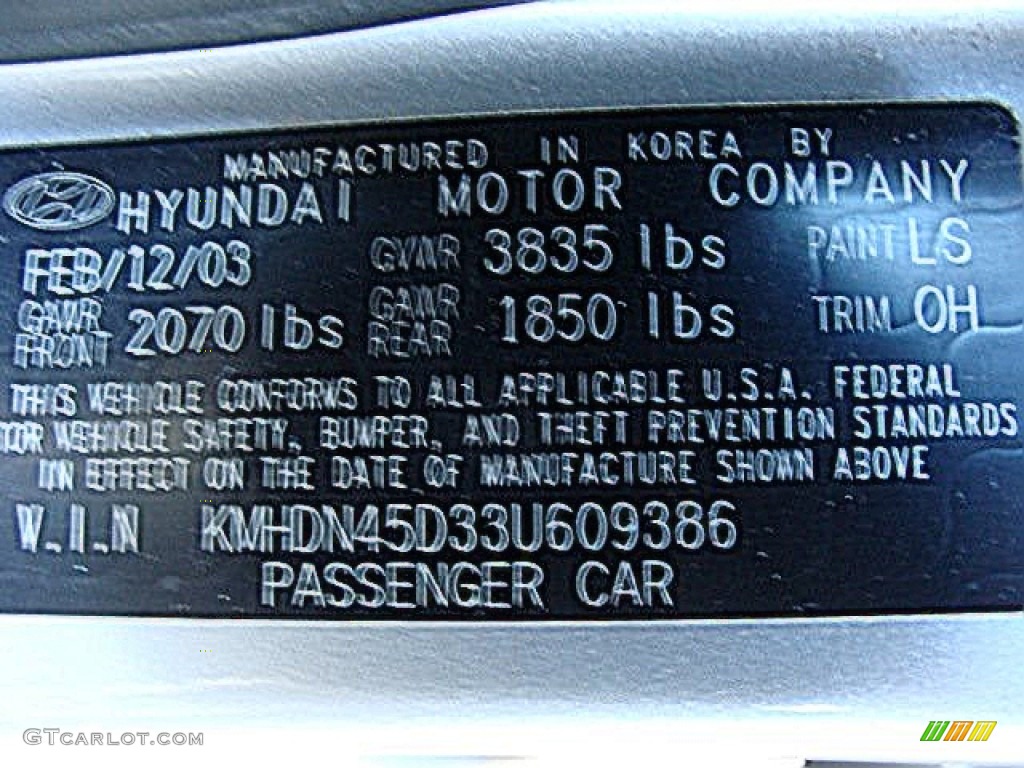 MANUFACTURED IN KOREA BY
HYUNDAI MOTOR COMPANY
FEB/12/03 GVWR 3835 lbs PAINT LS
GAWR FRONT 2070 lbs GAWR REAR 1850 lbs TRIM OH
THIS VEHICLE CONFORMS TO ALL APPLICABLE U.S.A. FEDERAL
TOR VEHICLE SAFETY, BUMPER, AND THEFT PREVENTION STANDARDS
IN EFFECT ON THE DATE OF MANUFACTURE SHOWN ABOVE
V.I.N KMHDN45D33U609386
PASSENGER CAR
GTCARLOT.COM